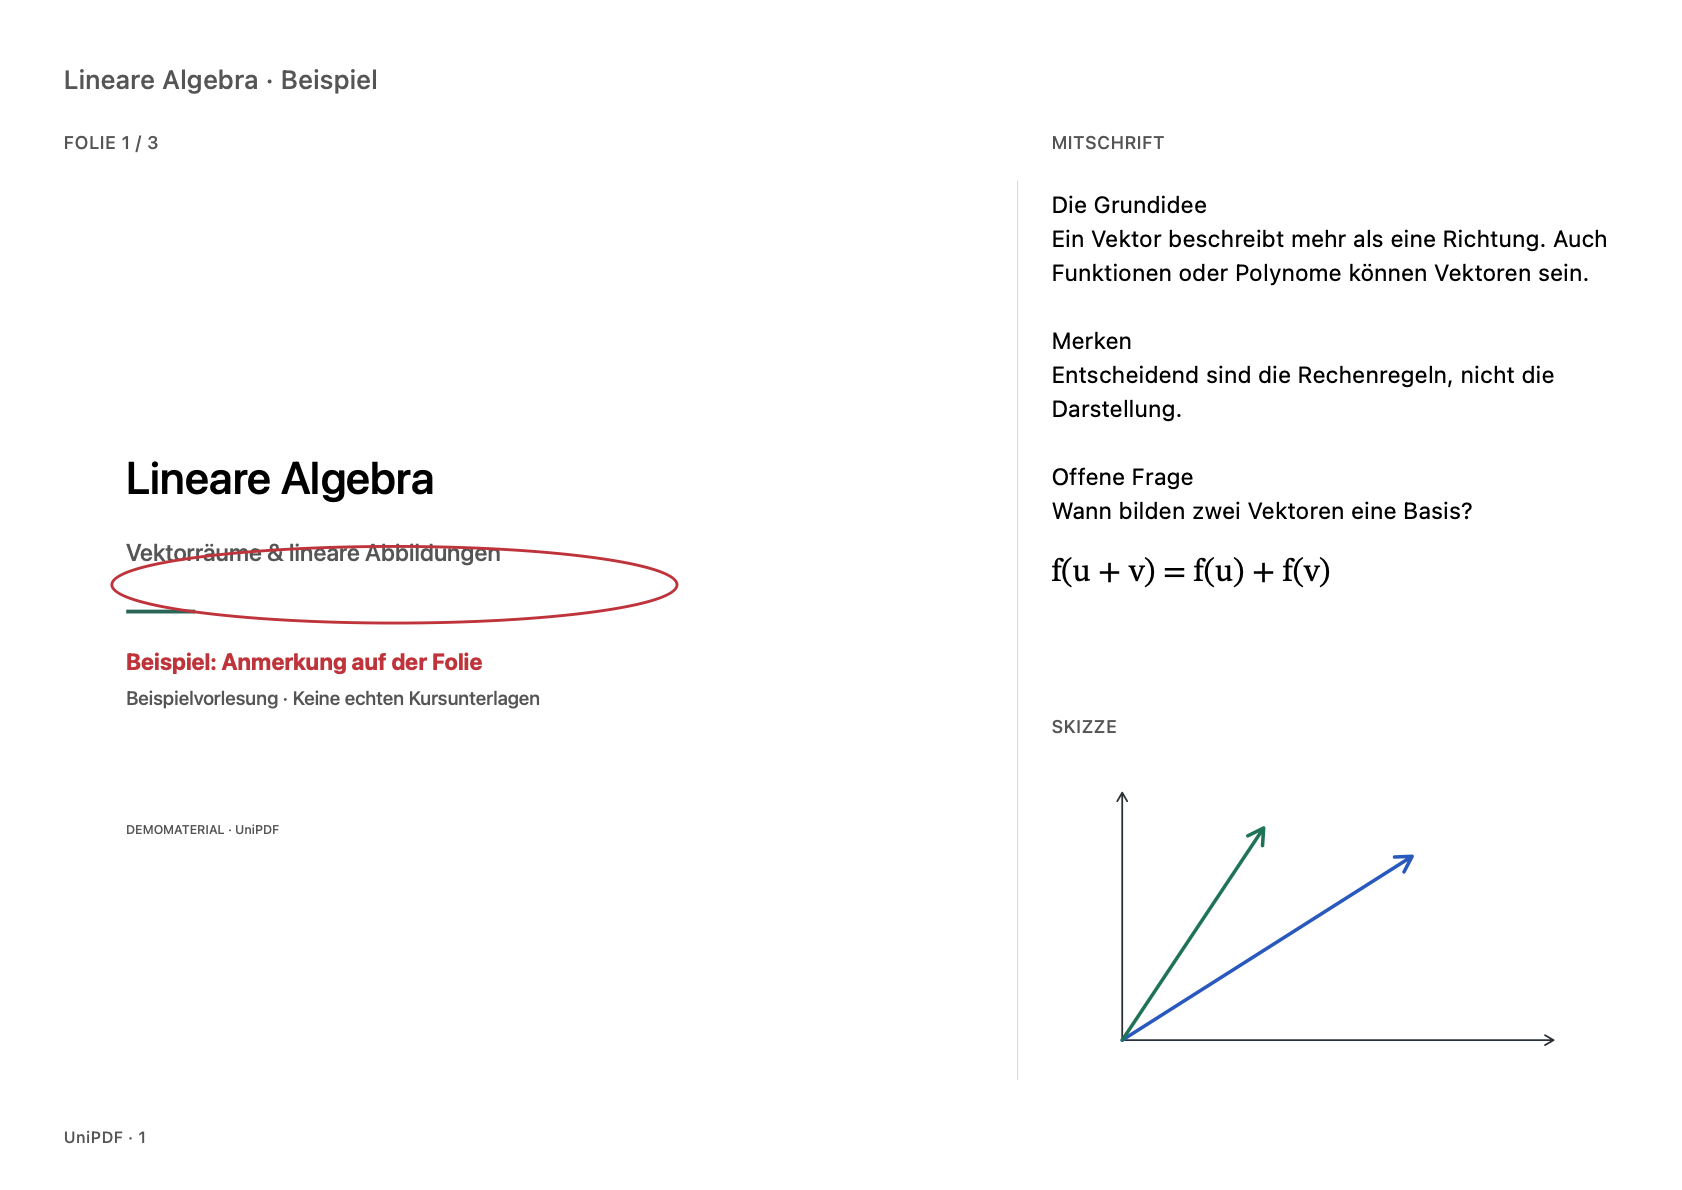 Lineare Algebra · Beispiel
FOLIE 1 / 3
Lineare Algebra
Vektorräume & lineare Abbildungen
Beispiel: Anmerkung auf der Folie
Beispielvorlesung · Keine echten Kursunterlagen
DEMOMATERIAL · UniPDF
MITSCHRIFT
Die Grundidee
Ein Vektor beschreibt mehr als eine Richtung. Auch
Funktionen oder Polynome können Vektoren sein.
Merken
Entscheidend sind die Rechenregeln, nicht die
Darstellung.
Offene Frage
Wann bilden zwei Vektoren eine Basis?
f(u + v) = f(u) + f(v)
SKIZZE
UniPDF · 1